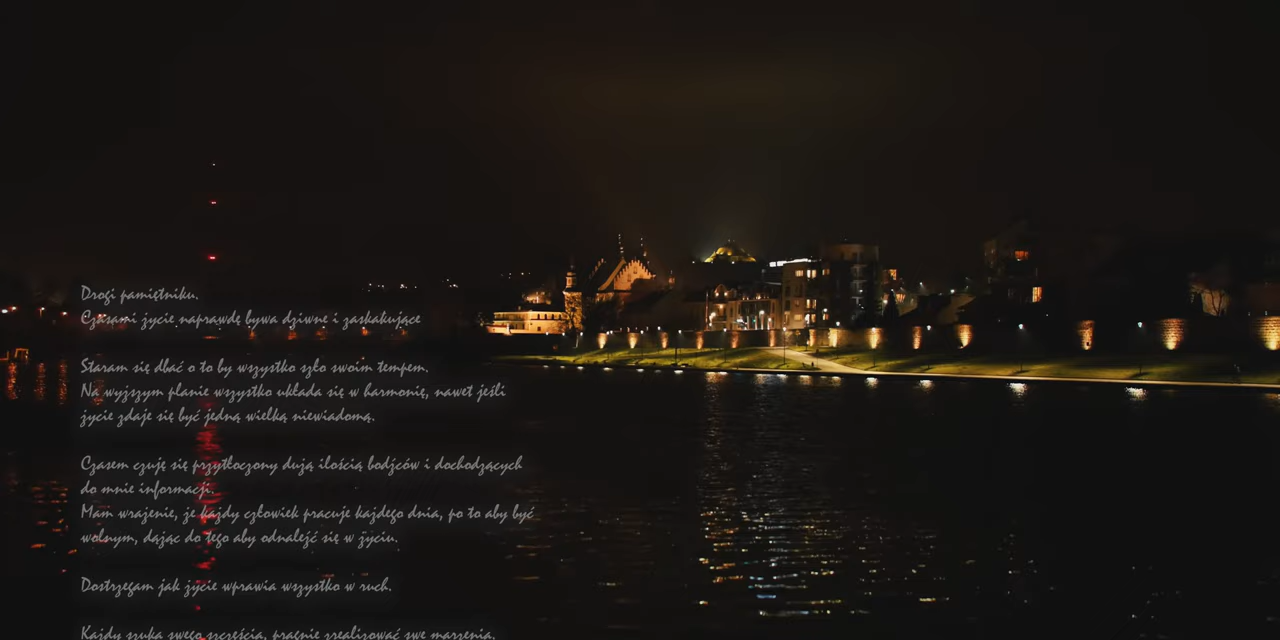 Drogi pamiętniku.
Czasami życie naprawdę bywa dziwne i zaskakujące
Staram się dbać o to by wszystko szło swoim tempem.
Na wyższym planie wszystko układa się w harmonię, nawet jeśli
życie zdaje się być jedną wielką niewiadomą.
Czasem czuję się przytłoczony dużą ilością bodźców i dochodzących
do mnie informacji.
Mam wrażenie, że każdy człowiek pracuje każdego dnia, po to aby być
wolnym, dążąc do tego aby odnaleźć się w życiu.
Dostrzegam jak życie wprawia wszystko w ruch.
Każdy szuka swego szczęścia, pragnie zrealizować swe marzenia.